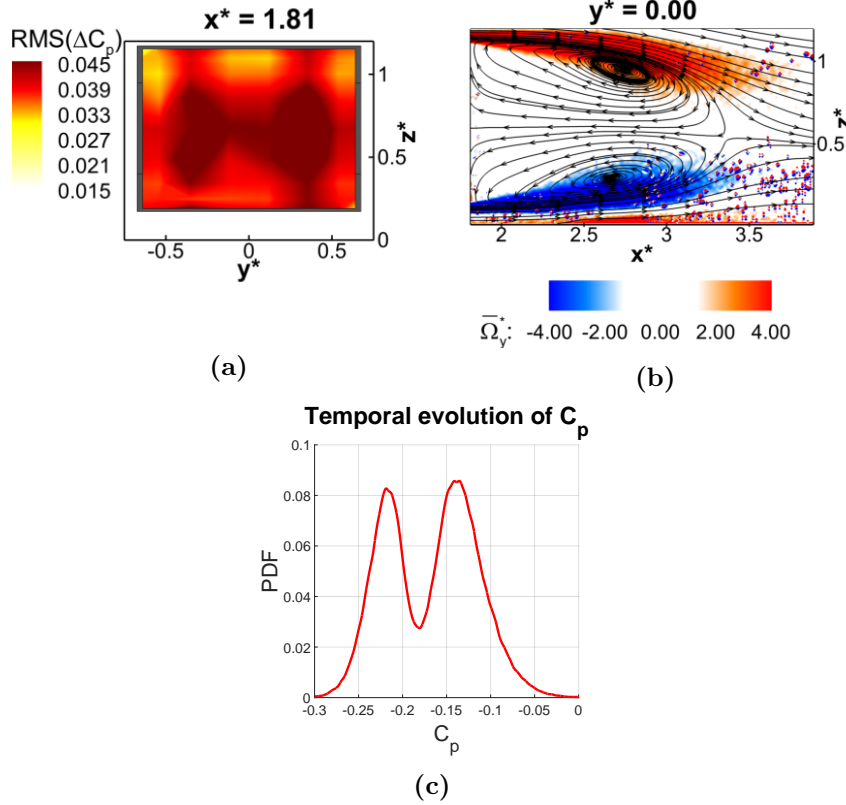 x* = 1.81
RMS(ΔCp)
0.045
0.039
0.033
0.027
0.021
0.015
1
0.5
0
z*
-0.5 0 0.5
y*
(a)
y* = 0.00
1
0.5
z*
2 2.5 3 3.5
x*
Ω̅y*: -4.00 -2.00 0.00 2.00 4.00
(b)
Temporal evolution of Cp
0.1
0.08
0.06
0.04
0.02
0
PDF
-0.3 -0.25 -0.2 -0.15 -0.1 -0.05 0
Cp
(c)